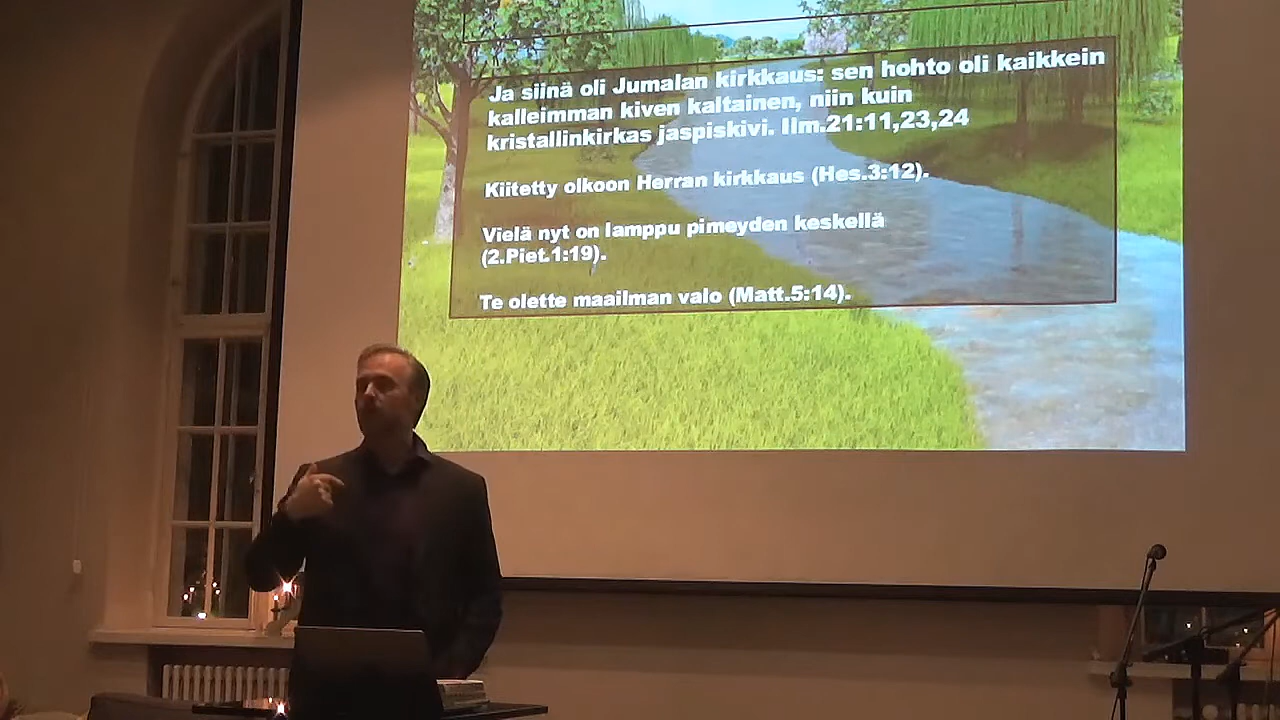 Ja siinä oli Jumalan kirkkaus: sen hohto oli kaikkein
kalleimman kiven kaltainen, niin kuin
kristallinkirkas jaspiskivi. Ilm.21:11,23,24
Kiitetty olkoon Herran kirkkaus (Hes.3:12).
Vielä nyt on lamppu pimeyden keskellä
(2.Piet.1:19).
Te olette maailman valo (Matt.5:14).